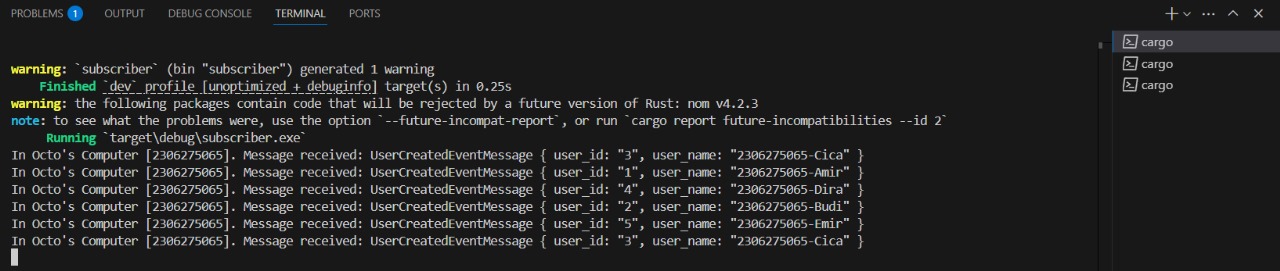 PROBLEMS 1 OUTPUT DEBUG CONSOLE TERMINAL PORTS
cargo
cargo
cargo
warning: `subscriber` (bin "subscriber") generated 1 warning
Finished `dev` profile [unoptimized + debuginfo] target(s) in 0.25s
warning: the following packages contain code that will be rejected by a future version of Rust: nom v4.2.3
note: to see what the problems were, use the option `--future-incompat-report`, or run `cargo report future-incompatibilities --id 2`
Running `target\debug\subscriber.exe`
In Octo's Computer [2306275065]. Message received: UserCreatedEventMessage { user_id: "3", user_name: "2306275065-Cica" }
In Octo's Computer [2306275065]. Message received: UserCreatedEventMessage { user_id: "1", user_name: "2306275065-Amir" }
In Octo's Computer [2306275065]. Message received: UserCreatedEventMessage { user_id: "4", user_name: "2306275065-Dira" }
In Octo's Computer [2306275065]. Message received: UserCreatedEventMessage { user_id: "2", user_name: "2306275065-Budi" }
In Octo's Computer [2306275065]. Message received: UserCreatedEventMessage { user_id: "5", user_name: "2306275065-Emir" }
In Octo's Computer [2306275065]. Message received: UserCreatedEventMessage { user_id: "3", user_name: "2306275065-Cica" }